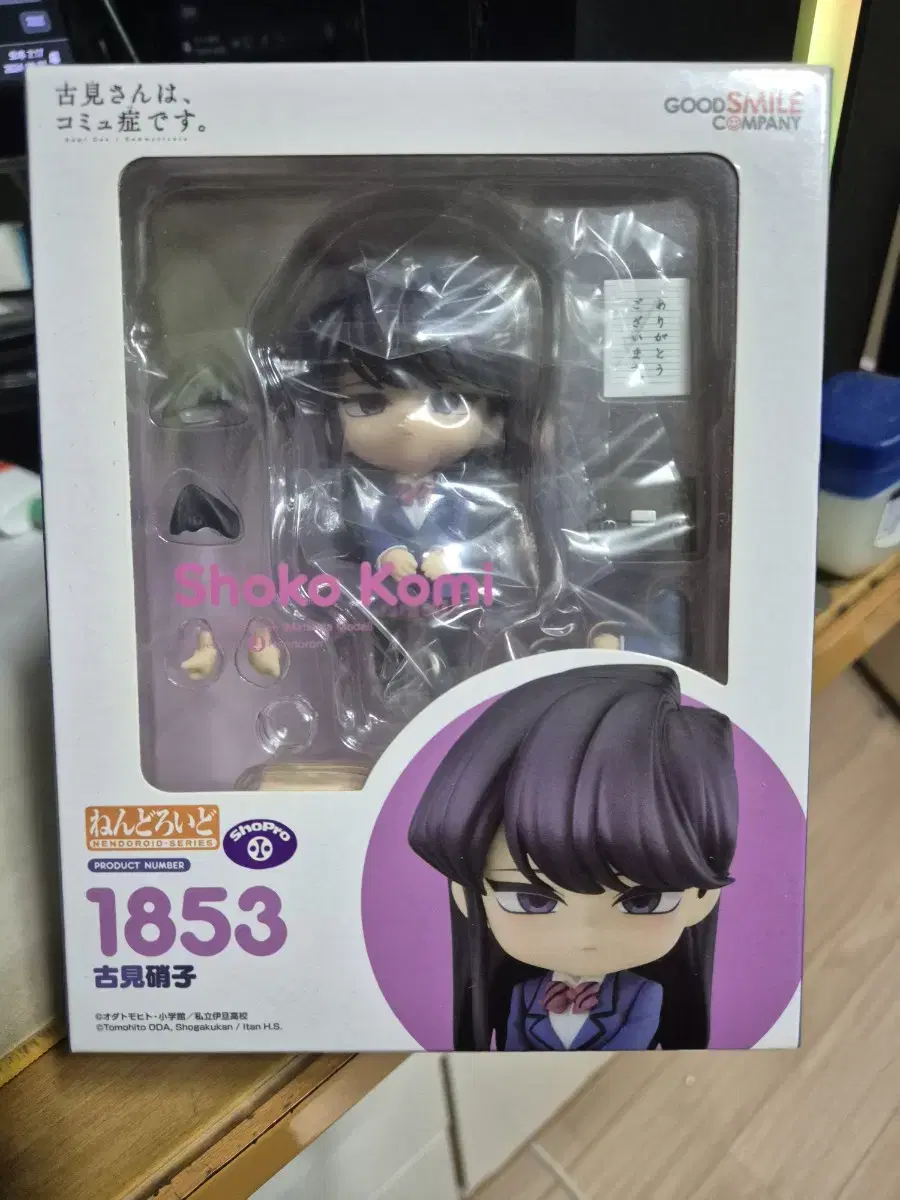 古見さんは、
コミュ症です。
Komi Can't Communicate
GOOD SMILE
COMPANY
ありがとう
ございま
Shoko Komi
ねんどろいど
NENDOROID SERIES
ShoPro
PRODUCT NUMBER
1853
古見硝子
©オダトモヒト・小学館／私立伊旦高校
©Tomohito ODA, Shogakukan / Itan H.S.